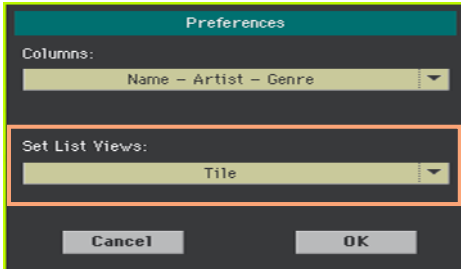 Preferences
Columns:
Name - Artist - Genre
Set List Views:
Tile
Cancel OK